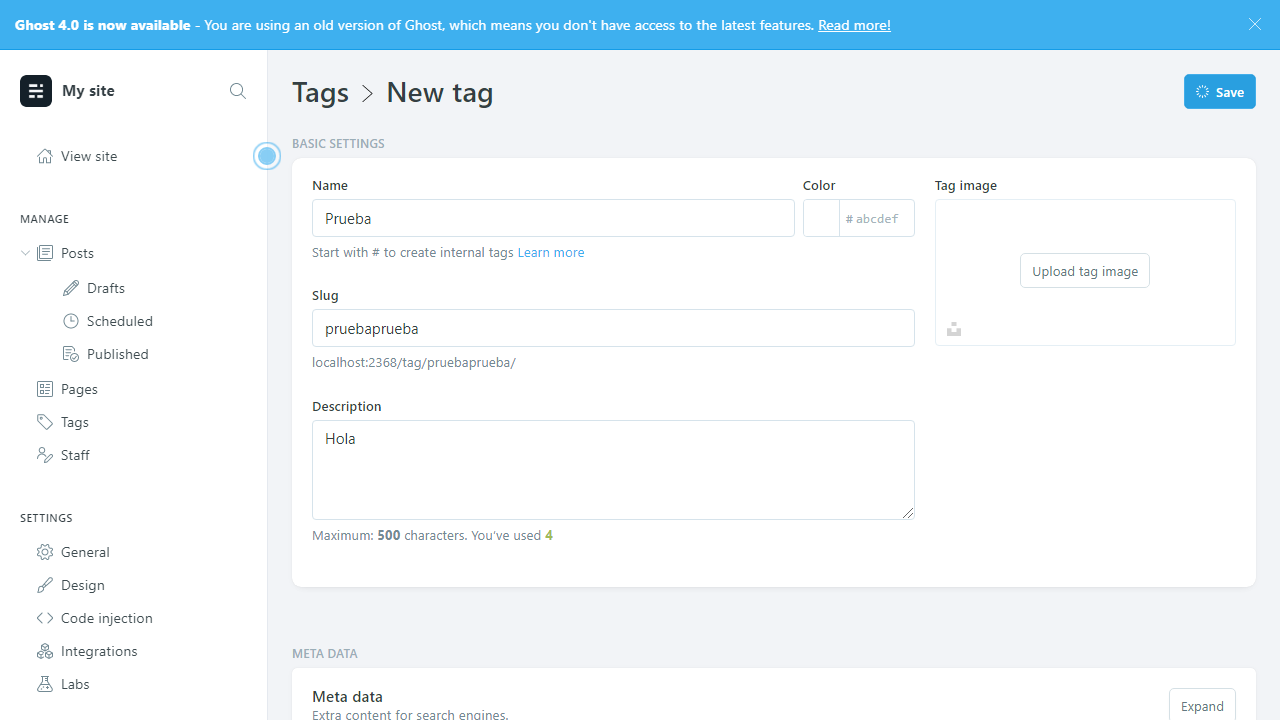 Ghost 4.0 is now available - You are using an old version of Ghost, which means you don't have access to the latest features. Read more!
My site
View site
MANAGE
Posts
Drafts
Scheduled
Published
Pages
Tags
Staff
SETTINGS
General
Design
Code injection
Integrations
Labs
Tags > New tag
Save
BASIC SETTINGS
Name
Prueba
Start with # to create internal tags Learn more
Color
# abcdef
Slug
pruebaprueba
localhost:2368/tag/pruebaprueba/
Description
Hola
Maximum: 500 characters. You've used 4
Tag image
Upload tag image
META DATA
Meta data
Extra content for search engines.
Expand